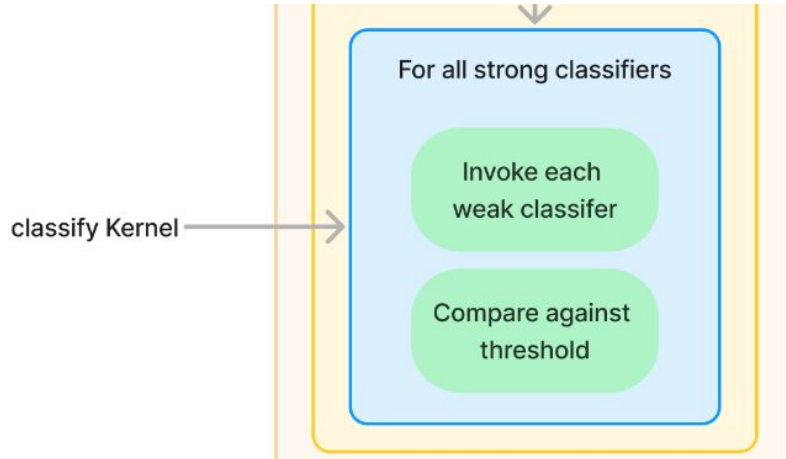 For all strong classifiers
Invoke each
weak classifer
classify Kernel
Compare against
threshold